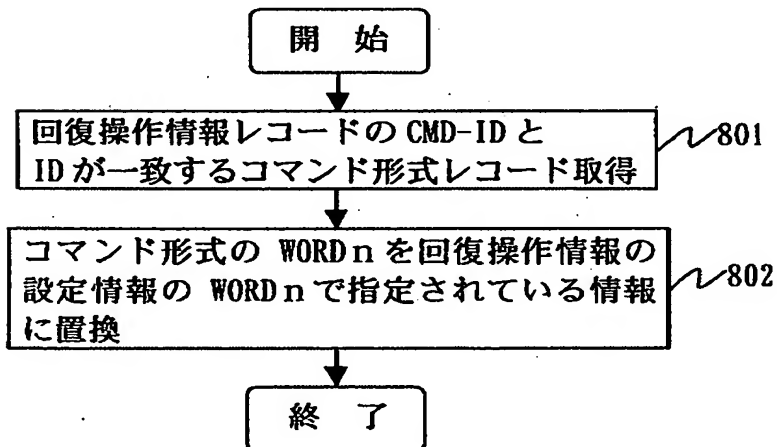 開 始
回復操作情報レコードの CMD-ID と
ID が一致するコマンド形式レコード取得
801
コマンド形式の WORDn を回復操作情報の
設定情報の WORDn で指定されている情報
に置換
802
終 了